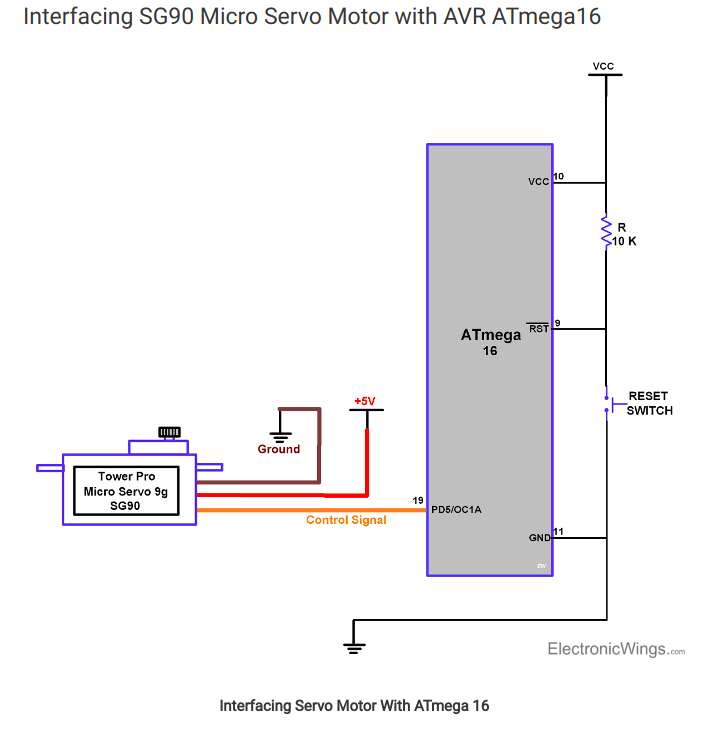 Interfacing SG90 Micro Servo Motor with AVR ATmega16
VCC
VCC
10
R
10 K
RST
9
ATmega
16
RESET
SWITCH
+5V
Ground
Tower Pro
Micro Servo 9g
SG90
19
PD5/OC1A
Control Signal
GND
11
EW
ElectronicWings.com
Interfacing Servo Motor With ATmega 16